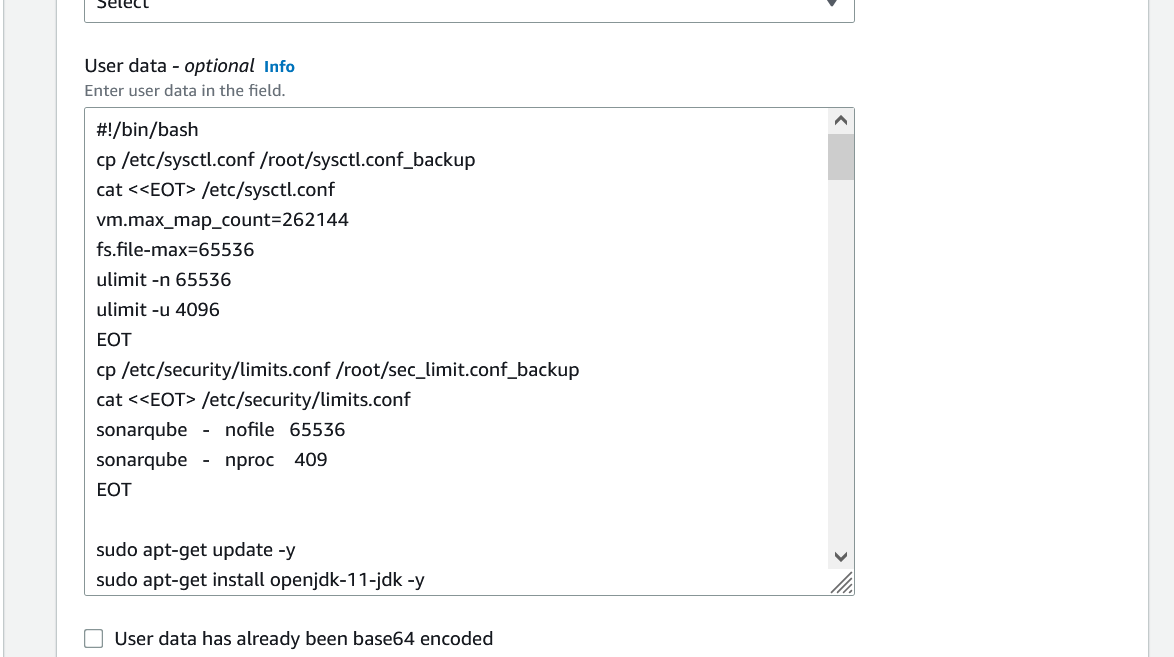 Select
User data - optional Info
Enter user data in the field.
#!/bin/bash
cp /etc/sysctl.conf /root/sysctl.conf_backup
cat <<EOT> /etc/sysctl.conf
vm.max_map_count=262144
fs.file-max=65536
ulimit -n 65536
ulimit -u 4096
EOT
cp /etc/security/limits.conf /root/sec_limit.conf_backup
cat <<EOT> /etc/security/limits.conf
sonarqube   -   nofile   65536
sonarqube   -   nproc    409
EOT
sudo apt-get update -y
sudo apt-get install openjdk-11-jdk -y
User data has already been base64 encoded